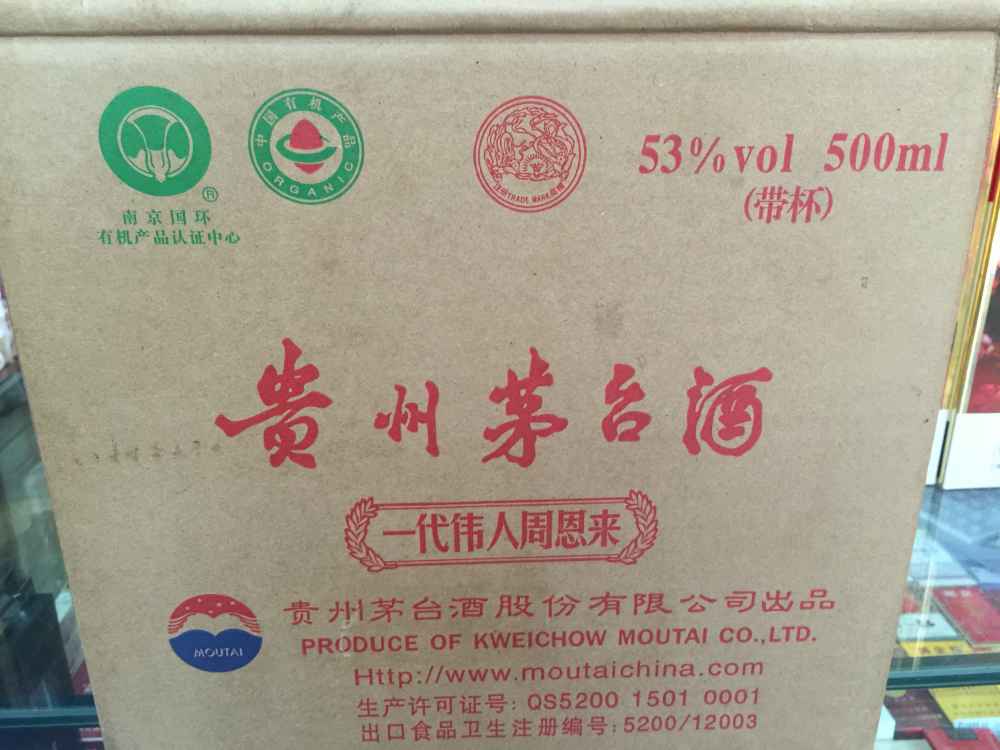 中国有机产品
ORGANIC
TRADE MARK
53%vol 500ml
(带杯)
®
南京国环
有机产品认证中心
贵州茅台酒
一代伟人周恩来
MOUTAI
贵州茅台酒股份有限公司出品
PRODUCE OF KWEICHOW MOUTAI CO.,LTD.
Http://www.moutaichina.com
生产许可证号: QS5200 1501 0001
出口食品卫生注册编号: 5200/12003